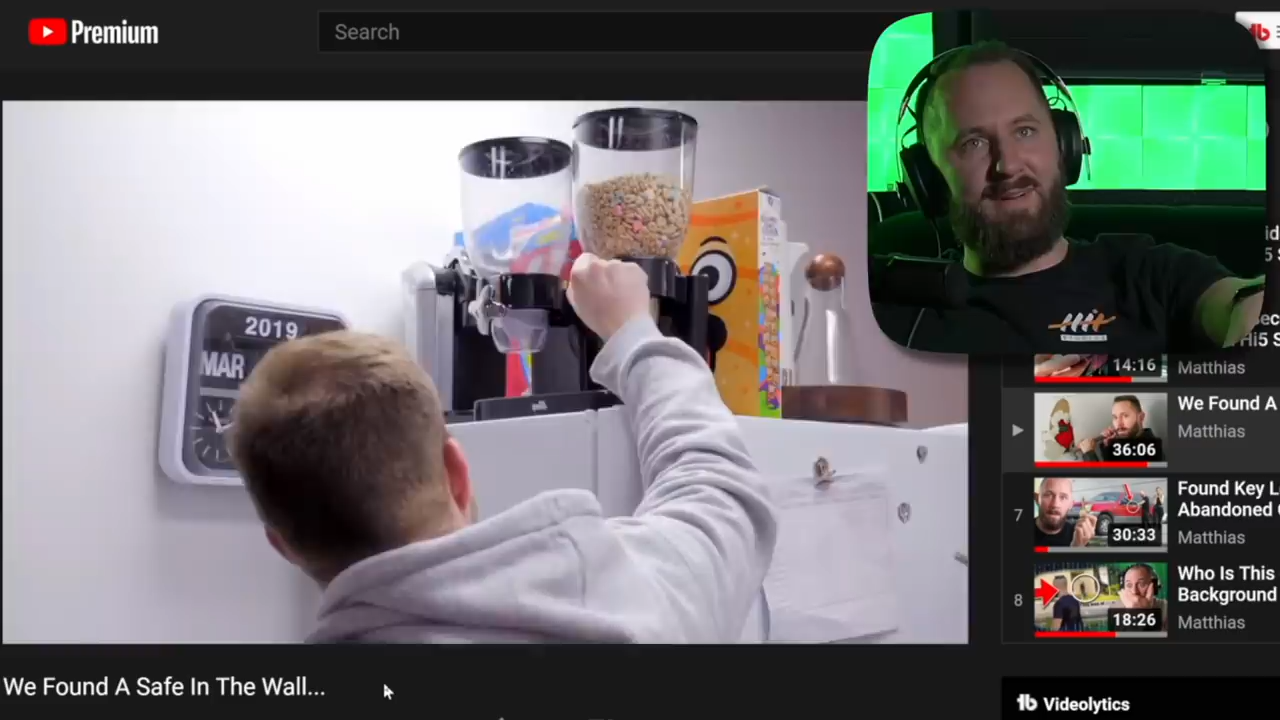 Premium
Search
2019
MAR
Hi5 S
14:16
Matthias
We Found A
Matthias
36:06
7
Found Key L
Abandoned
Matthias
30:33
8
Who Is This
Background
Matthias
18:26
We Found A Safe In The Wall...
Videolytics